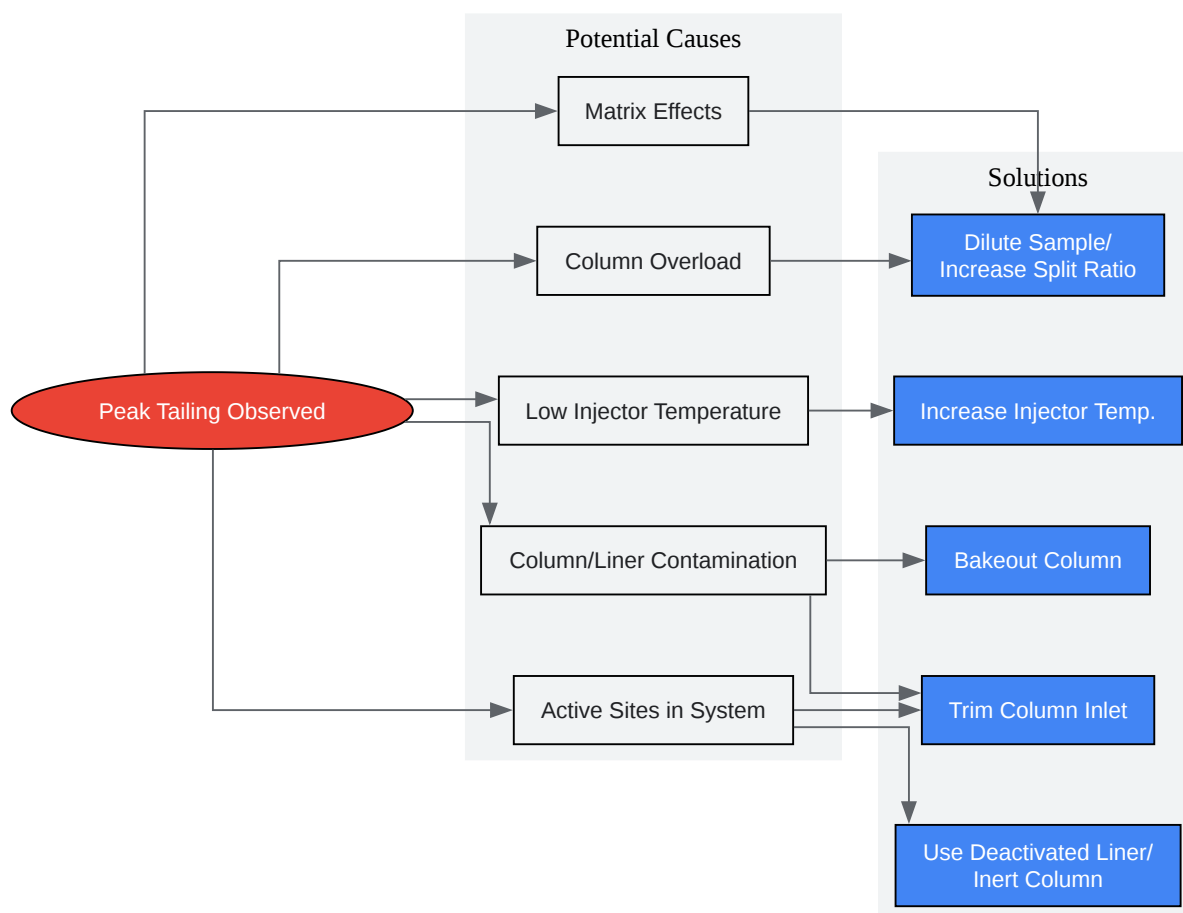 Potential Causes
Matrix Effects
Solutions
Dilute Sample/
Increase Split Ratio
Column Overload
Peak Tailing Observed
Low Injector Temperature
Increase Injector Temp.
Column/Liner Contamination
Bakeout Column
Active Sites in System
Trim Column Inlet
Use Deactivated Liner/
Inert Column